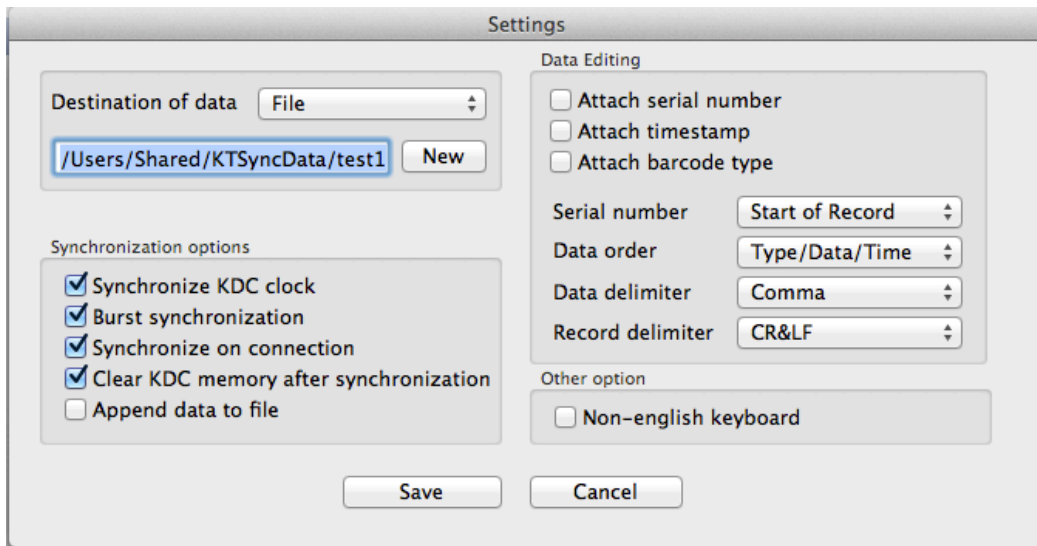 Settings
Destination of data File
/Users/Shared/KTSyncData/test1 New
Synchronization options
Synchronize KDC clock
Burst synchronization
Synchronize on connection
Clear KDC memory after synchronization
Append data to file
Data Editing
Attach serial number
Attach timestamp
Attach barcode type
Serial number Start of Record
Data order Type/Data/Time
Data delimiter Comma
Record delimiter CR&LF
Other option
Non-english keyboard
Save Cancel